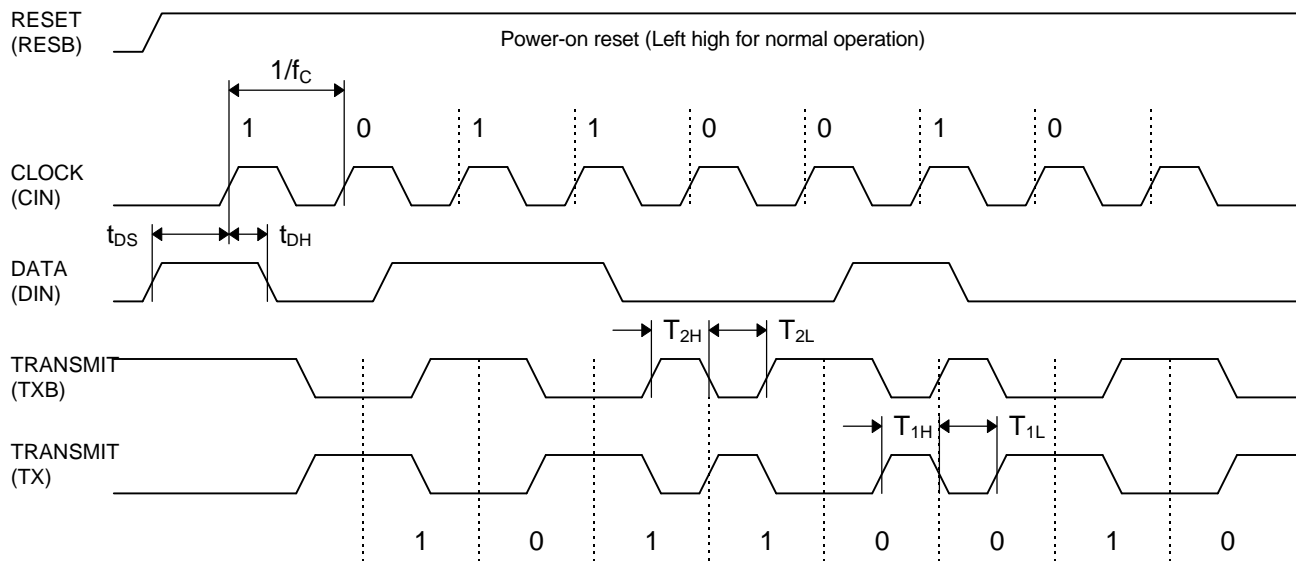 RESET
(RESB)
Power-on reset (Left high for normal operation)
1/fC
1 0 1 1 0 0 1 0
CLOCK
(CIN)
tDS tDH
DATA
(DIN)
T2H T2L
TRANSMIT
(TXB)
T1H T1L
TRANSMIT
(TX)
1 0 1 1 0 0 1 0